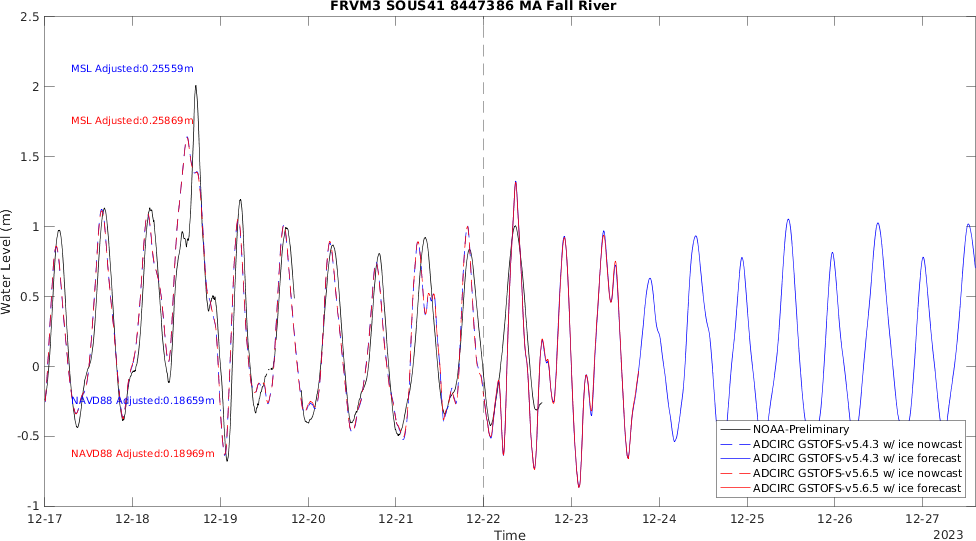 FRVM3 SOUS41 8447386 MA Fall River
2.5
2
1.5
1
0.5
0
-0.5
-1
Water Level (m)
MSL Adjusted:0.25559m
MSL Adjusted:0.25869m
NAVD88 Adjusted:0.18659m
NAVD88 Adjusted:0.18969m
NOAA-Preliminary
ADCIRC GSTOFS-v5.4.3 w/ ice nowcast
ADCIRC GSTOFS-v5.4.3 w/ ice forecast
ADCIRC GSTOFS-v5.6.5 w/ ice nowcast
ADCIRC GSTOFS-v5.6.5 w/ ice forecast
12-17 12-18 12-19 12-20 12-21 12-22 12-23 12-24 12-25 12-26 12-27
Time
2023